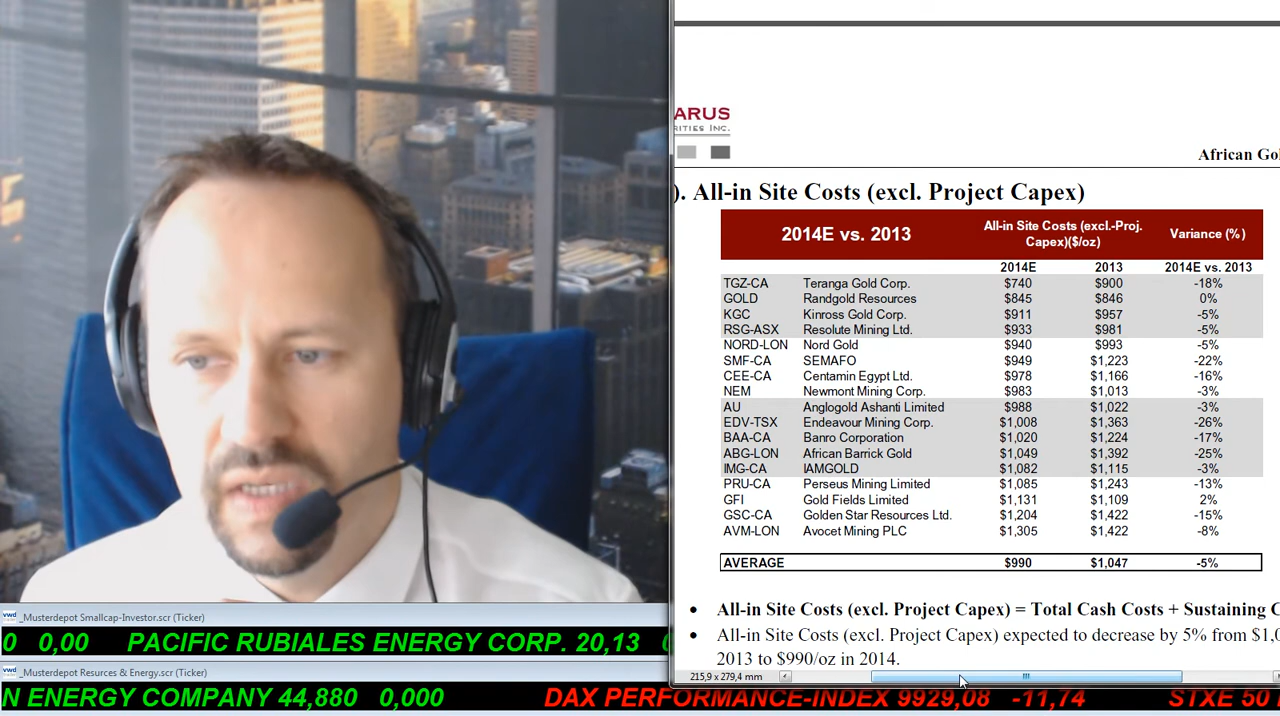 ARUS
RITIES INC.
African Go
). All-in Site Costs (excl. Project Capex)
2014E vs. 2013 All-in Site Costs (excl.-Proj. Capex)($/oz) Variance (%)
2014E 2013 2014E vs. 2013
TGZ-CA Teranga Gold Corp. $740 $900 -18%
GOLD Randgold Resources $845 $846 0%
KGC Kinross Gold Corp. $911 $957 -5%
RSG-ASX Resolute Mining Ltd. $933 $981 -5%
NORD-LON Nord Gold $940 $993 -5%
SMF-CA SEMAFO $949 $1,223 -22%
CEE-CA Centamin Egypt Ltd. $978 $1,166 -16%
NEM Newmont Mining Corp. $983 $1,013 -3%
AU Anglogold Ashanti Limited $988 $1,022 -3%
EDV-TSX Endeavour Mining Corp. $1,008 $1,363 -26%
BAA-CA Banro Corporation $1,020 $1,224 -17%
ABG-LON African Barrick Gold $1,049 $1,392 -25%
IMG-CA IAMGOLD $1,082 $1,115 -3%
PRU-CA Perseus Mining Limited $1,085 $1,243 -13%
GFI Gold Fields Limited $1,131 $1,109 2%
GSC-CA Golden Star Resources Ltd. $1,204 $1,422 -15%
AVM-LON Avocet Mining PLC $1,305 $1,422 -8%
AVERAGE $990 $1,047 -5%
• All-in Site Costs (excl. Project Capex) = Total Cash Costs + Sustaining C
• All-in Site Costs (excl. Project Capex) expected to decrease by 5% from $1,0
2013 to $990/oz in 2014.
215,9 x 279,4 mm
vwd _Musterdepot Smallcap-Investor.scr (Ticker)
0 0,00 PACIFIC RUBIALES ENERGY CORP. 20,13
vwd _Musterdepot Resurces & Energy.scr (Ticker)
N ENERGY COMPANY 44,880 0,000 DAX PERFORMANCE-INDEX 9929,08 -11,74 STXE 50